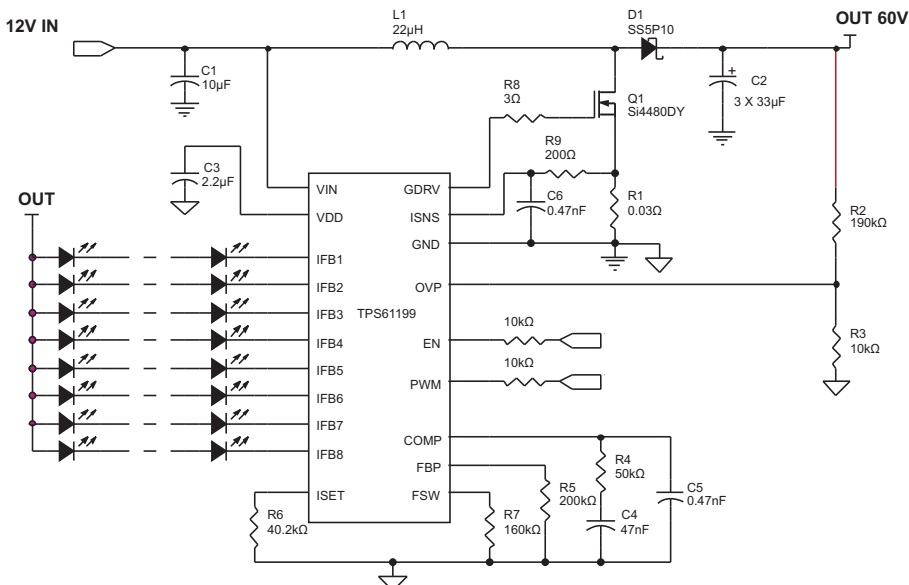 12V IN
L1
22µH
D1
SS5P10
OUT 60V
C1
10µF
R8
3Ω
Q1
Si4480DY
C2
+
3 X 33µF
C3
2.2µF
R9
200Ω
C6
0.47nF
R1
0.03Ω
R2
190kΩ
OUT
VIN
VDD
GDRV
ISNS
GND
OVP
IFB1
IFB2
IFB3
IFB4
IFB5
IFB6
IFB7
IFB8
TPS61199
EN
10kΩ
PWM
10kΩ
R3
10kΩ
COMP
FBP
FSW
ISET
R6
40.2kΩ
R7
160kΩ
R5
200kΩ
R4
50kΩ
C4
47nF
C5
0.47nF